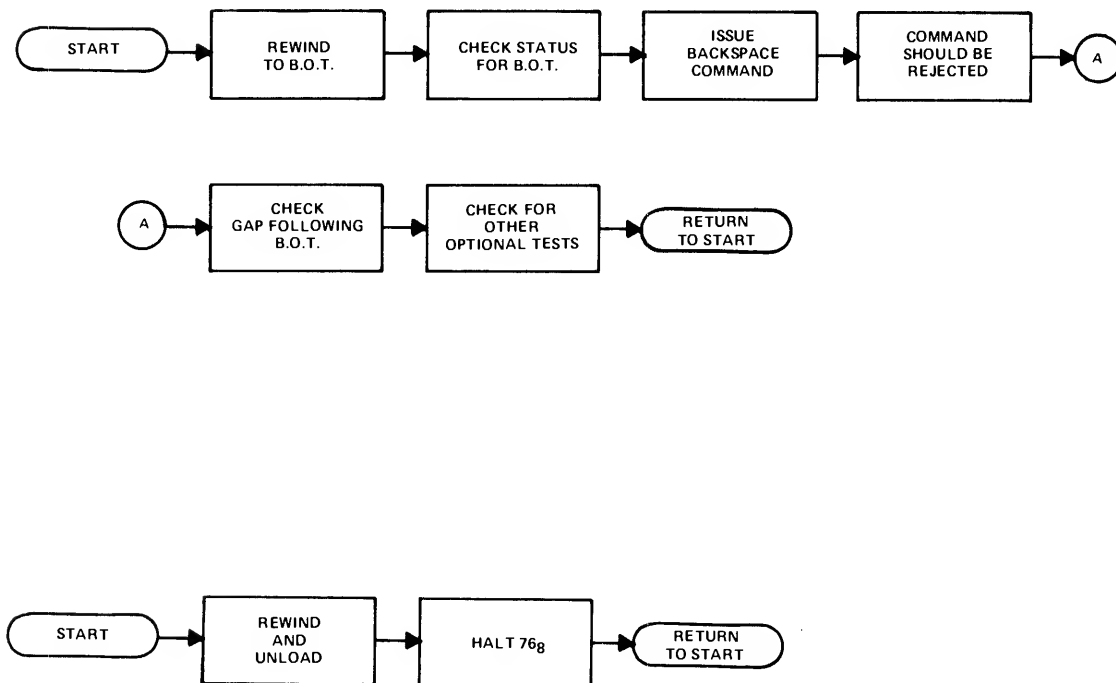 START
REWIND
TO B.O.T.
CHECK STATUS
FOR B.O.T.
ISSUE
BACKSPACE
COMMAND
COMMAND
SHOULD BE
REJECTED
A
A
CHECK
GAP FOLLOWING
B.O.T.
CHECK FOR
OTHER
OPTIONAL TESTS
RETURN
TO START
START
REWIND
AND
UNLOAD
HALT 76₈
RETURN
TO START